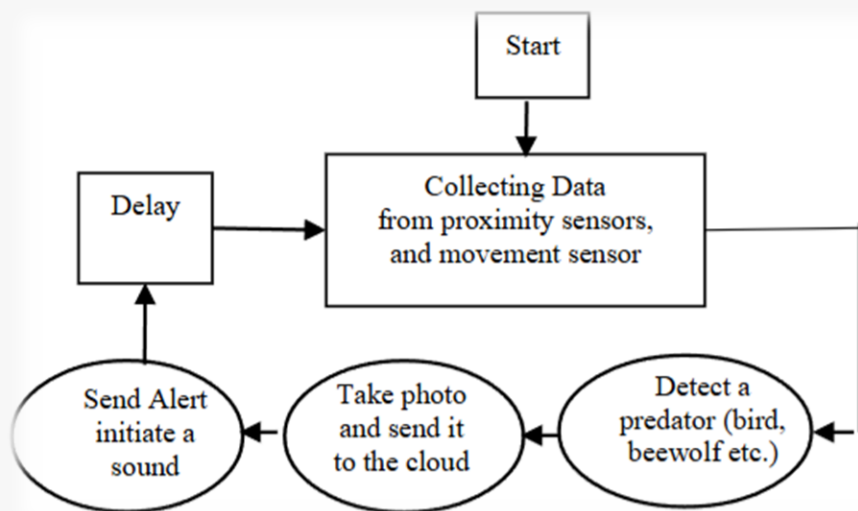 Start
Collecting Data
from proximity sensors,
and movement sensor
Delay
Detect a
predator (bird,
beewolf etc.)
Take photo
and send it
to the cloud
Send Alert
initiate a
sound